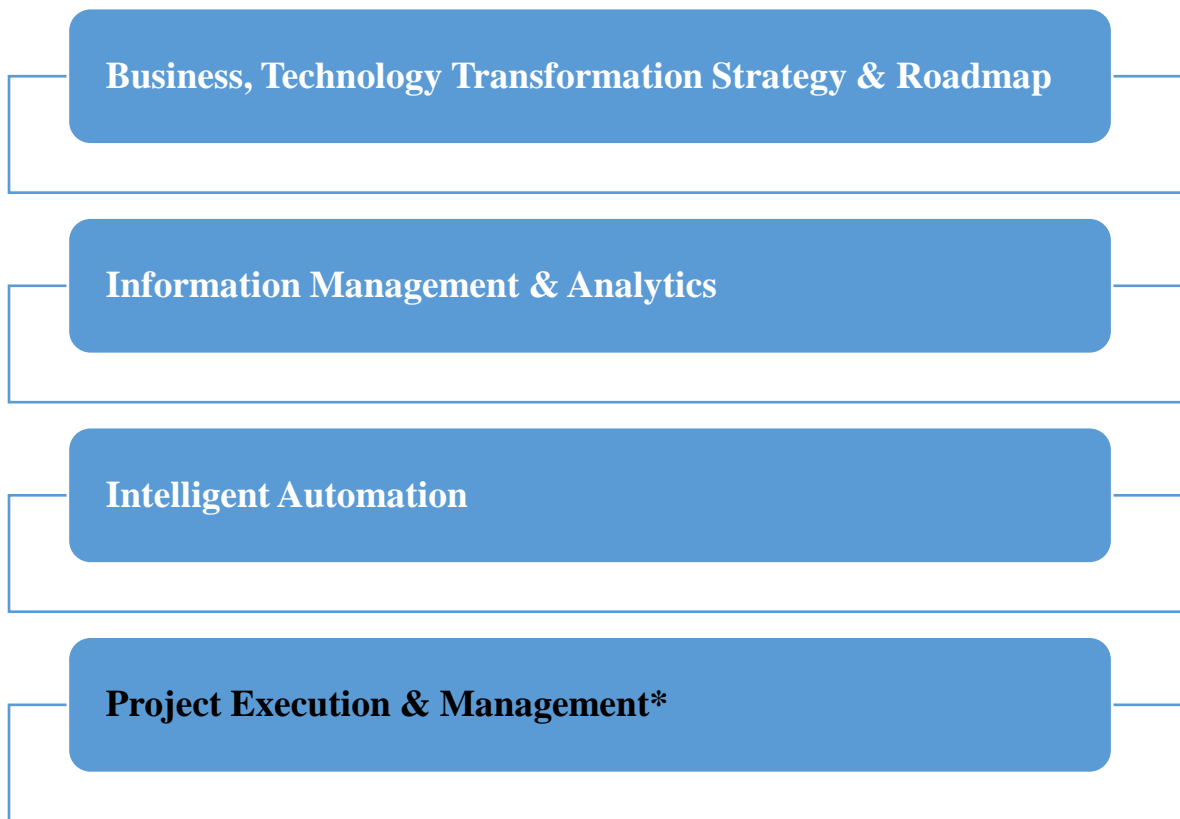 Business, Technology Transformation Strategy & Roadmap
Information Management & Analytics
Intelligent Automation
Project Execution & Management*